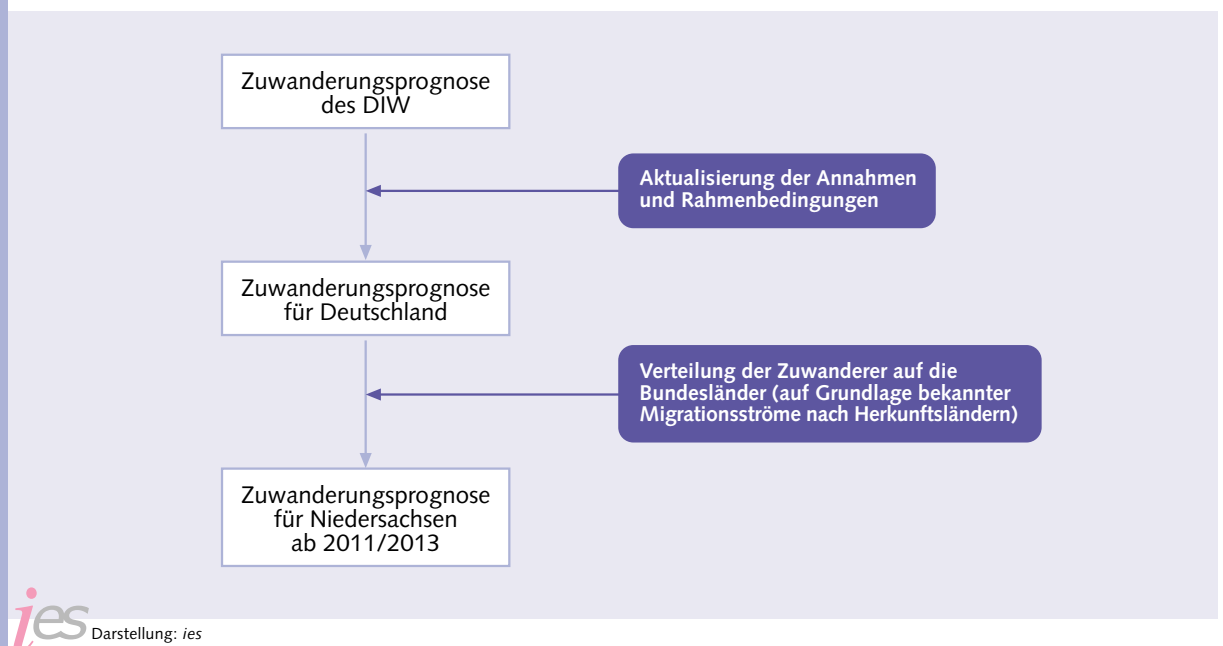 Zuwanderungsprognose
des DIW
Aktualisierung der Annahmen
und Rahmenbedingungen
Zuwanderungsprognose
für Deutschland
Verteilung der Zuwanderer auf die
Bundesländer (auf Grundlage bekannter
Migrationsströme nach Herkunftsländern)
Zuwanderungsprognose
für Niedersachsen
ab 2011/2013
ies
Darstellung: ies